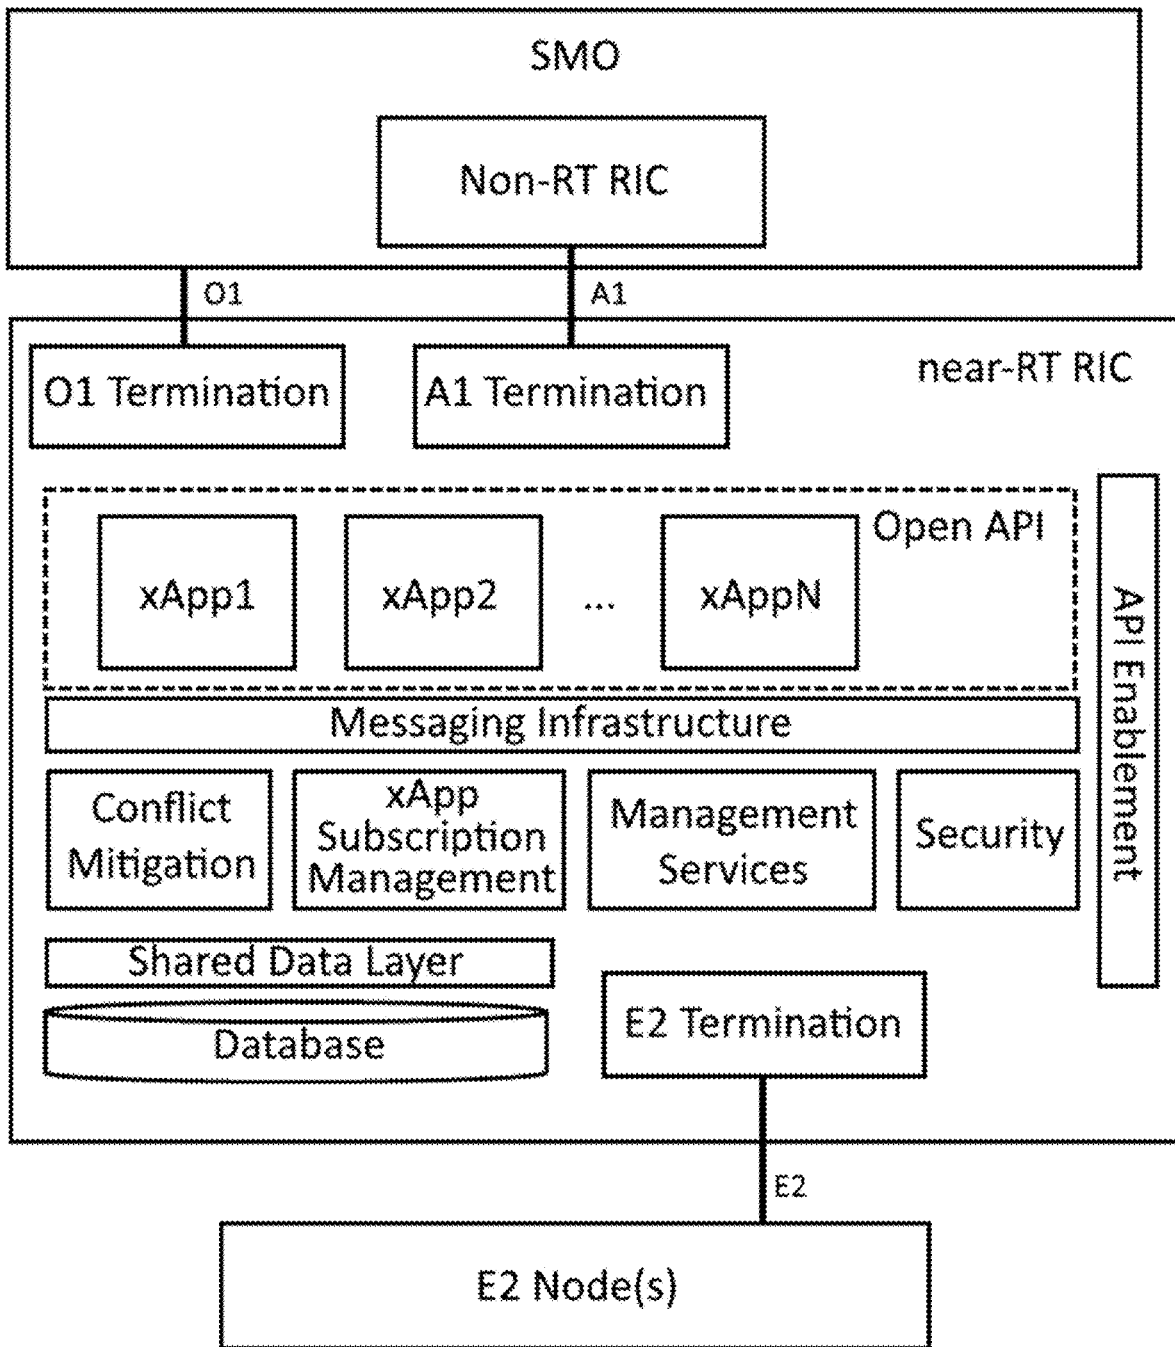 SMO
Non-RT RIC
O1
A1
near-RT RIC
O1 Termination
A1 Termination
Open API
xApp1
xApp2
...
xAppN
API Enablement
Messaging Infrastructure
Conflict
Mitigation
xApp
Subscription
Management
Management
Services
Security
Shared Data Layer
Database
E2 Termination
E2
E2 Node(s)